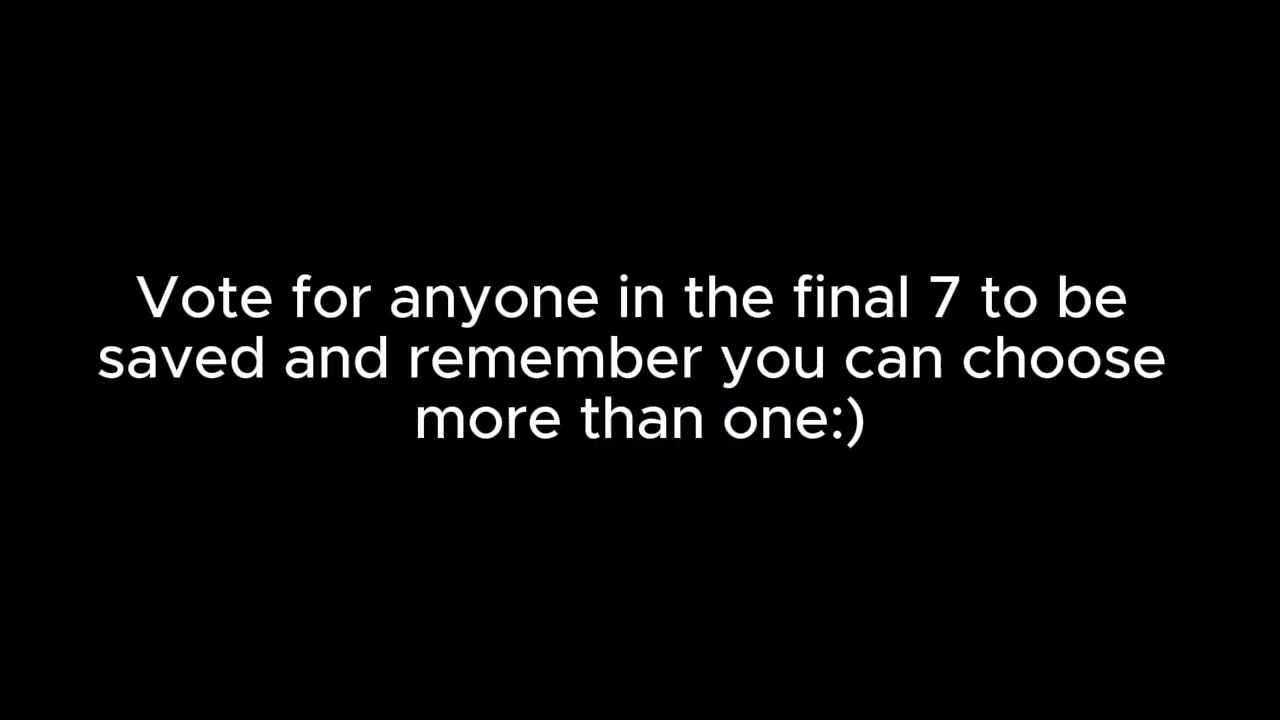 Vote for anyone in the final 7 to be
saved and remember you can choose
more than one:)